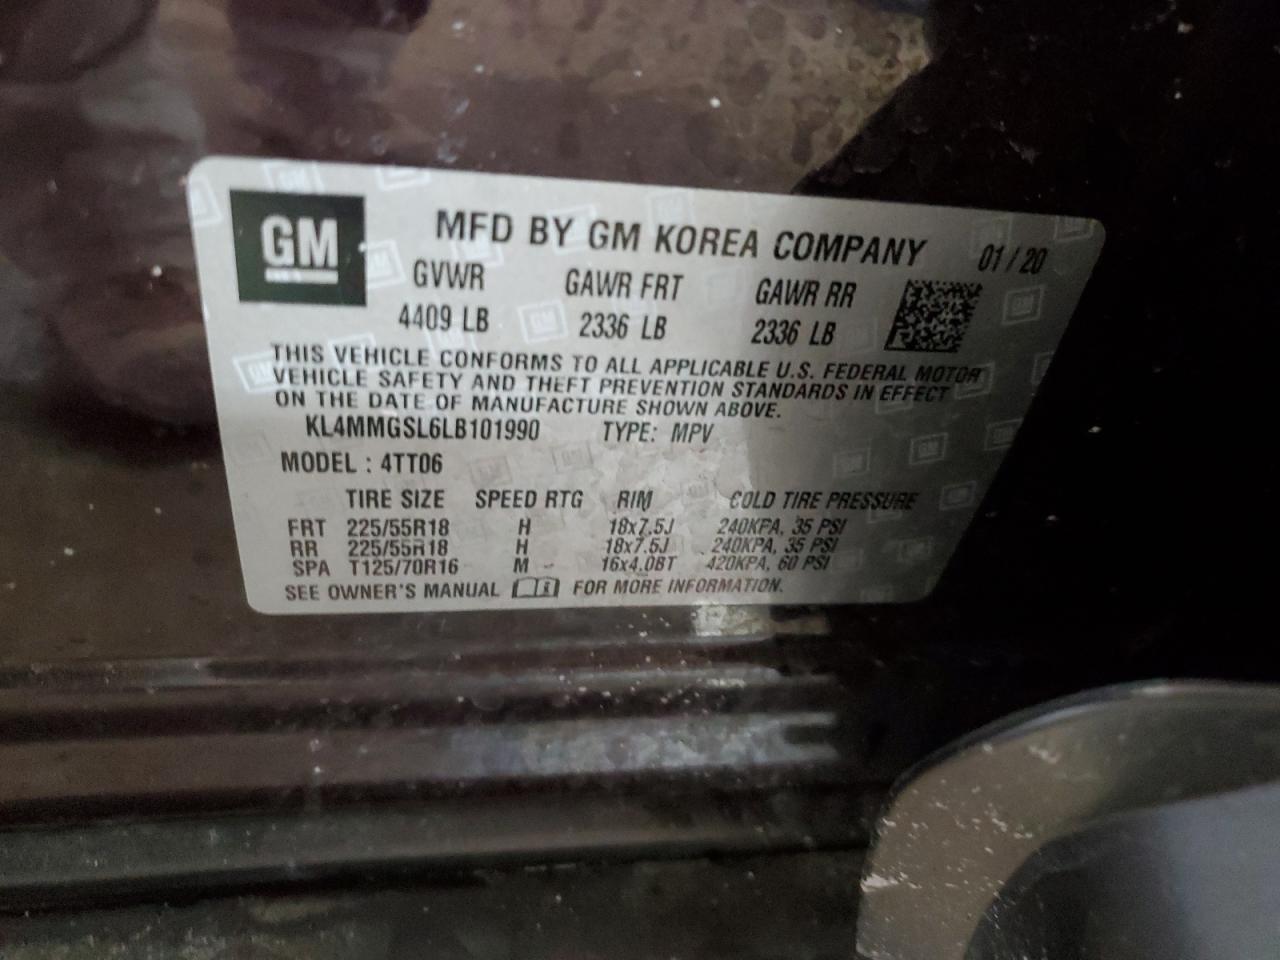 GM
MFD BY GM KOREA COMPANY 01/20
GVWR GAWR FRT GAWR RR
4409 LB 2336 LB 2336 LB
THIS VEHICLE CONFORMS TO ALL APPLICABLE U.S. FEDERAL MOTOR
VEHICLE SAFETY AND THEFT PREVENTION STANDARDS IN EFFECT
ON THE DATE OF MANUFACTURE SHOWN ABOVE.
KL4MMGSL6LB101990 TYPE: MPV
MODEL : 4TT06
TIRE SIZE SPEED RTG RIM COLD TIRE PRESSURE
FRT 225/55R18 H 18x7.5J 240KPA, 35 PSI
RR 225/55R18 H 18x7.5J 240KPA, 35 PSI
SPA T125/70R16 M 16x4.0BT 420KPA, 60 PSI
SEE OWNER'S MANUAL FOR MORE INFORMATION.